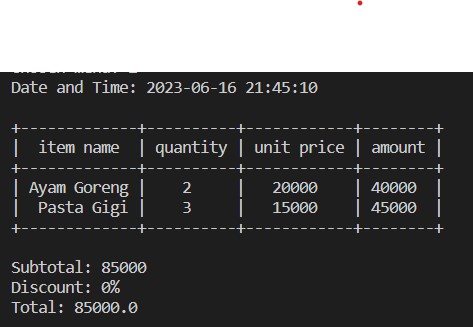 Date and Time: 2023-06-16 21:45:10
+-------------+----------+------------+--------+
|  item name  | quantity | unit price | amount |
+-------------+----------+------------+--------+
| Ayam Goreng |    2     |   20000    | 40000  |
|  Pasta Gigi |    3     |   15000    | 45000  |
+-------------+----------+------------+--------+
Subtotal: 85000
Discount: 0%
Total: 85000.0